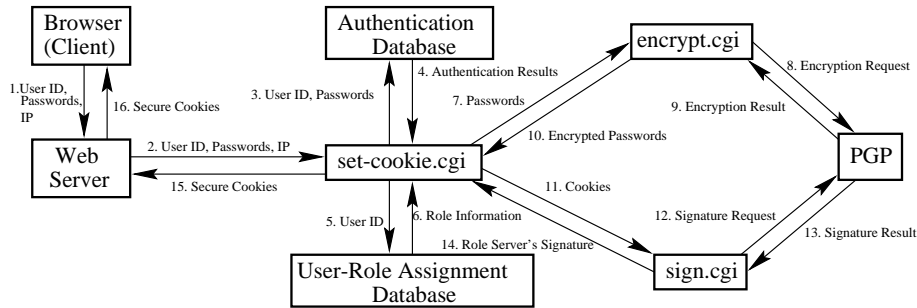 Browser
(Client)
Authentication
Database
encrypt.cgi
1.User ID,
Passwords,
IP
16. Secure Cookies
3. User ID, Passwords
4. Authentication Results
7. Passwords
8. Encryption Request
9. Encryption Result
10. Encrypted Passwords
Web
Server
2. User ID, Passwords, IP
set-cookie.cgi
PGP
15. Secure Cookies
11. Cookies
5. User ID
6. Role Information
12. Signature Request
14. Role Server's Signature
13. Signature Result
User-Role Assignment
Database
sign.cgi